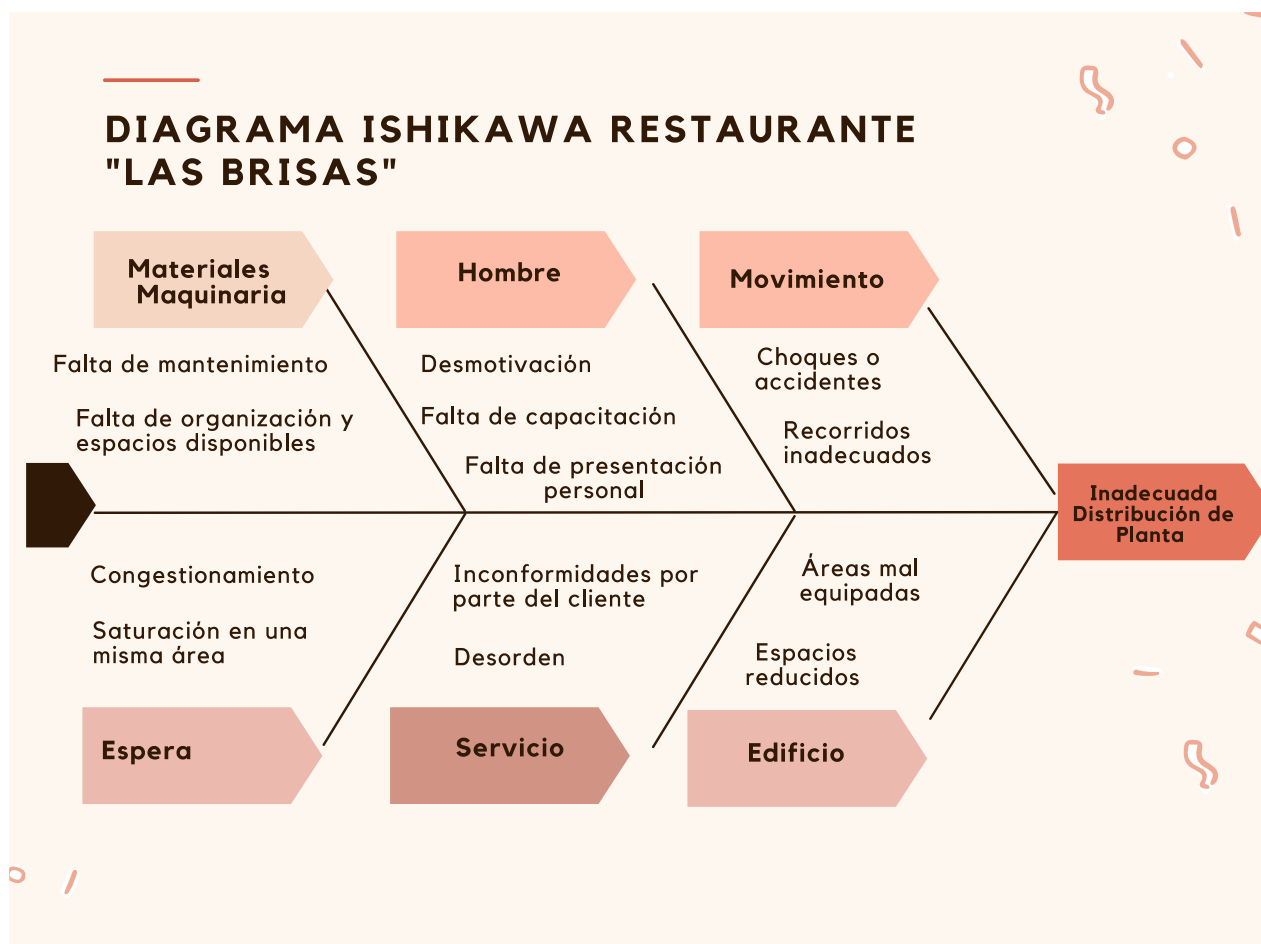 DIAGRAMA ISHIKAWA RESTAURANTE
"LAS BRISAS"
Materiales
Maquinaria
Hombre
Movimiento
Falta de mantenimiento
Falta de organización y
espacios disponibles
Desmotivación
Falta de capacitación
Falta de presentación
personal
Choques o
accidentes
Recorridos
inadecuados
Inadecuada
Distribución de
Planta
Congestionamiento
Saturación en una
misma área
Inconformidades por
parte del cliente
Desorden
Áreas mal
equipadas
Espacios
reducidos
Espera
Servicio
Edificio